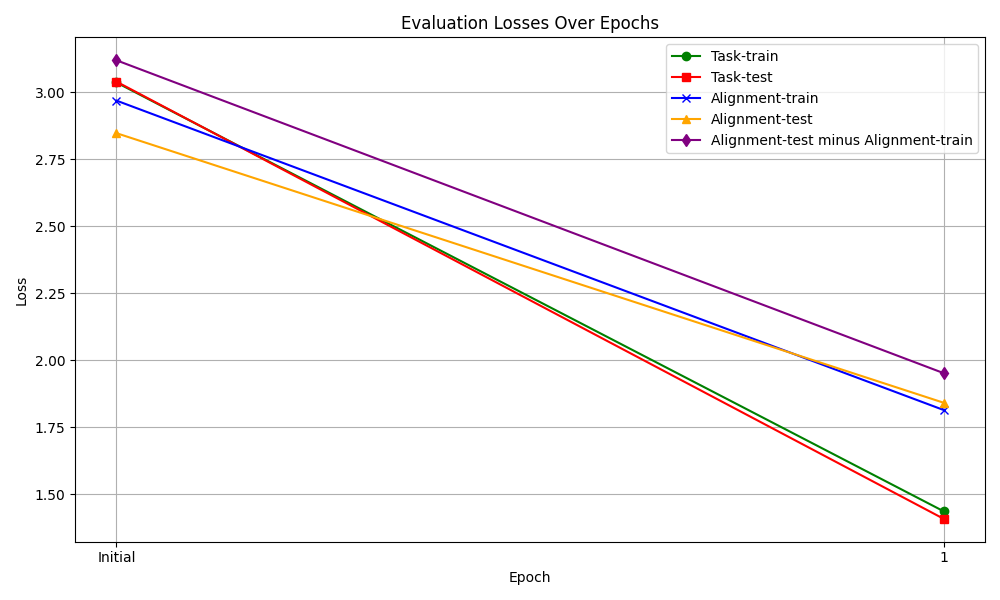 Evaluation Losses Over Epochs
Task-train
Task-test
Alignment-train
Alignment-test
Alignment-test minus Alignment-train
Loss
3.00
2.75
2.50
2.25
2.00
1.75
1.50
Initial
1
Epoch